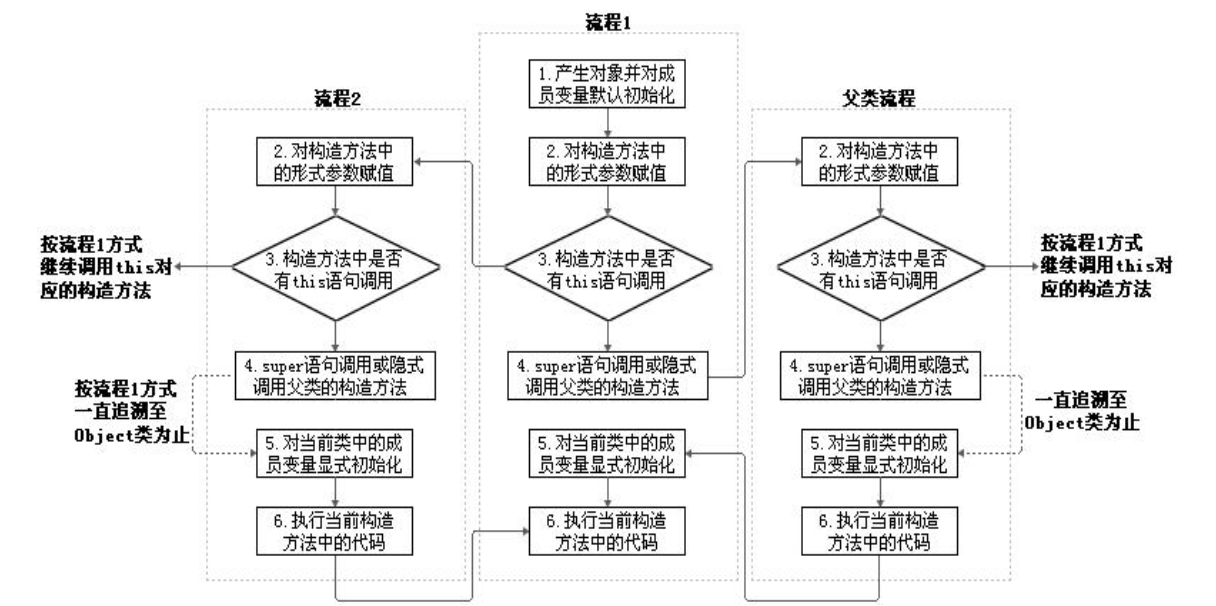 流程1
1.产生对象并对成
员变量默认初始化
2.对构造方法中
的形式参数赋值
3.构造方法中是否
有this语句调用
4.super语句调用或隐式
调用父类的构造方法
5.对当前类中的成
员变量显式初始化
6.执行当前构造
方法中的代码
流程2
2.对构造方法中
的形式参数赋值
3.构造方法中是否
有this语句调用
按流程1方式
继续调用this对
应的构造方法
4.super语句调用或隐式
调用父类的构造方法
按流程1方式
一直追溯至
Object类为止
5.对当前类中的成
员变量显式初始化
6.执行当前构造
方法中的代码
父类流程
2.对构造方法中
的形式参数赋值
3.构造方法中是否
有this语句调用
按流程1方式
继续调用this对
应的构造方法
4.super语句调用或隐式
调用父类的构造方法
一直追溯至
Object类为止
5.对当前类中的成
员变量显式初始化
6.执行当前构造
方法中的代码